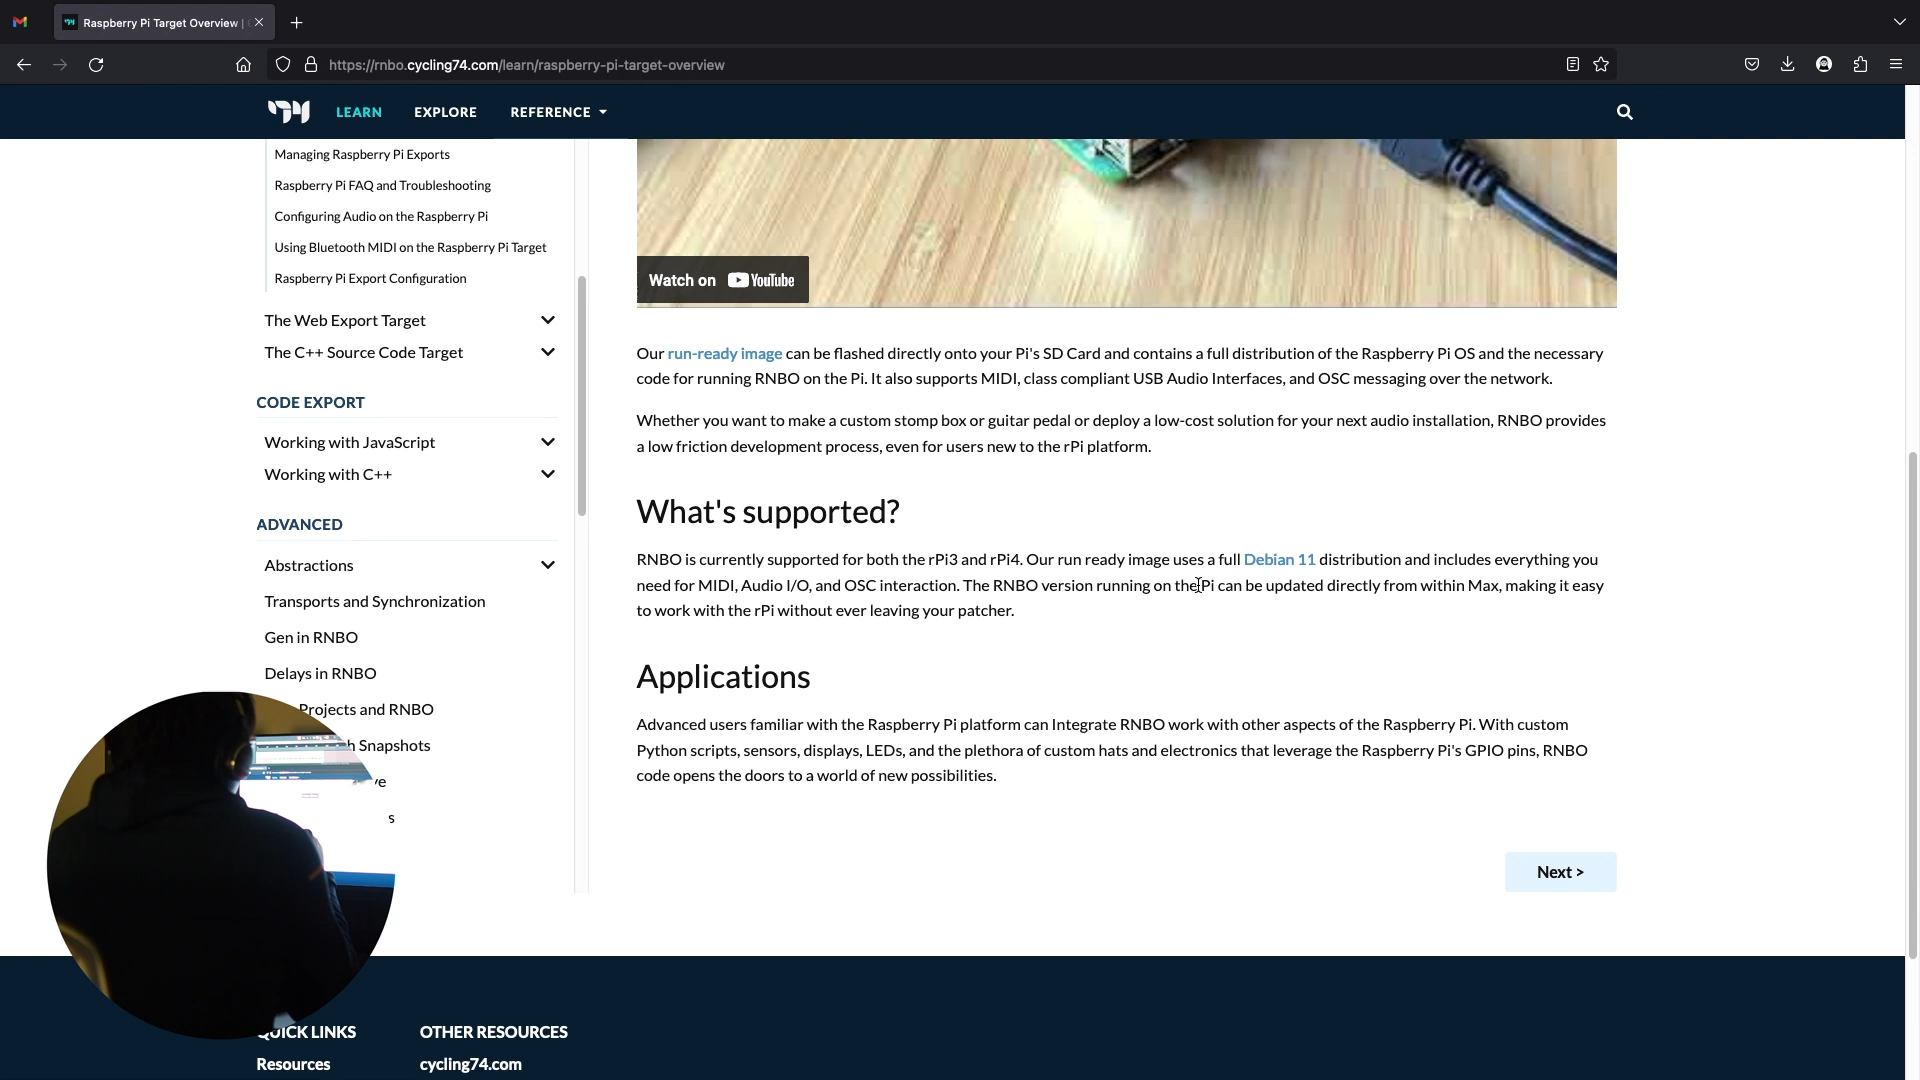 Raspberry Pi Target Overview |
https://rnbo.cycling74.com/learn/raspberry-pi-target-overview
LEARN EXPLORE REFERENCE
Managing Raspberry Pi Exports
Raspberry Pi FAQ and Troubleshooting
Configuring Audio on the Raspberry Pi
Using Bluetooth MIDI on the Raspberry Pi Target
Raspberry Pi Export Configuration
The Web Export Target
The C++ Source Code Target
CODE EXPORT
Working with JavaScript
Working with C++
ADVANCED
Abstractions
Transports and Synchronization
Gen in RNBO
Delays in RNBO
Projects and RNBO
h Snapshots
ve
s
Watch on YouTube
Our run-ready image can be flashed directly onto your Pi's SD Card and contains a full distribution of the Raspberry Pi OS and the necessary
code for running RNBO on the Pi. It also supports MIDI, class compliant USB Audio Interfaces, and OSC messaging over the network.
Whether you want to make a custom stomp box or guitar pedal or deploy a low-cost solution for your next audio installation, RNBO provides
a low friction development process, even for users new to the rPi platform.
What's supported?
RNBO is currently supported for both the rPi3 and rPi4. Our run ready image uses a full Debian 11 distribution and includes everything you
need for MIDI, Audio I/O, and OSC interaction. The RNBO version running on the Pi can be updated directly from within Max, making it easy
to work with the rPi without ever leaving your patcher.
Applications
Advanced users familiar with the Raspberry Pi platform can Integrate RNBO work with other aspects of the Raspberry Pi. With custom
Python scripts, sensors, displays, LEDs, and the plethora of custom hats and electronics that leverage the Raspberry Pi's GPIO pins, RNBO
code opens the doors to a world of new possibilities.
Next >
QUICK LINKS
Resources
OTHER RESOURCES
cycling74.com